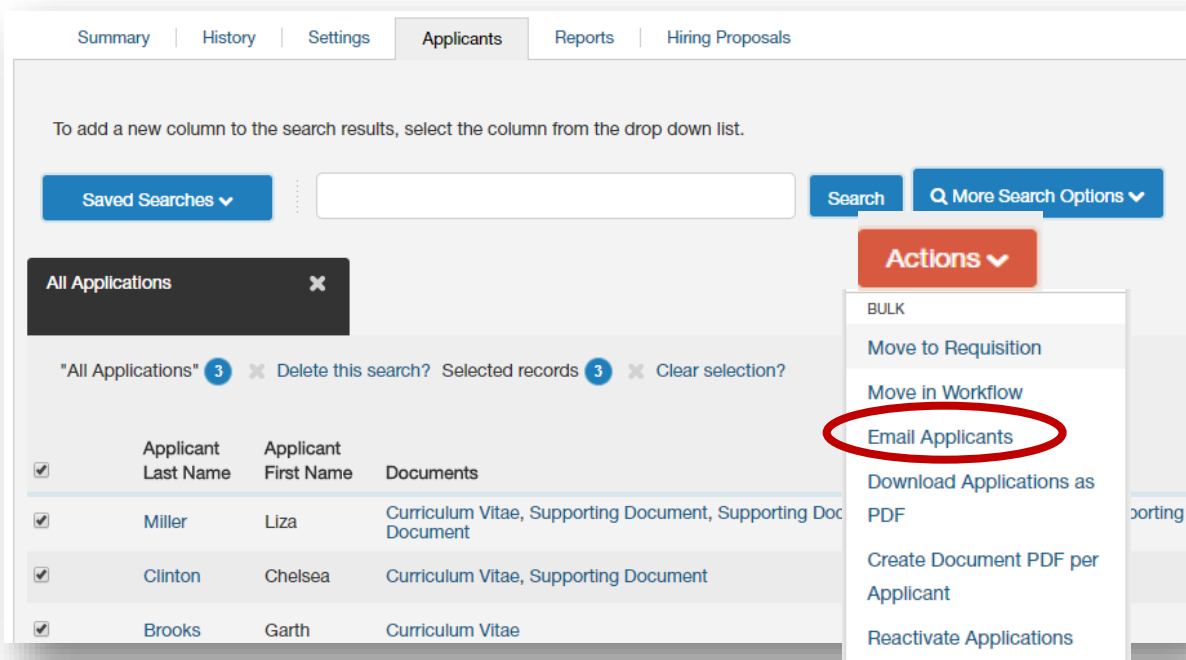 Summary History Settings Applicants Reports Hiring Proposals
To add a new column to the search results, select the column from the drop down list.
Saved Searches Search More Search Options
Actions
All Applications
BULK
Move to Requisition
Move in Workflow
Email Applicants
Download Applications as
PDF
Create Document PDF per
Applicant
Reactivate Applications
"All Applications" 3 Delete this search? Selected records 3 Clear selection?
Applicant Applicant
Last Name First Name Documents
Miller Liza Curriculum Vitae, Supporting Document, Supporting Doc porting
Document
Clinton Chelsea Curriculum Vitae, Supporting Document
Brooks Garth Curriculum Vitae